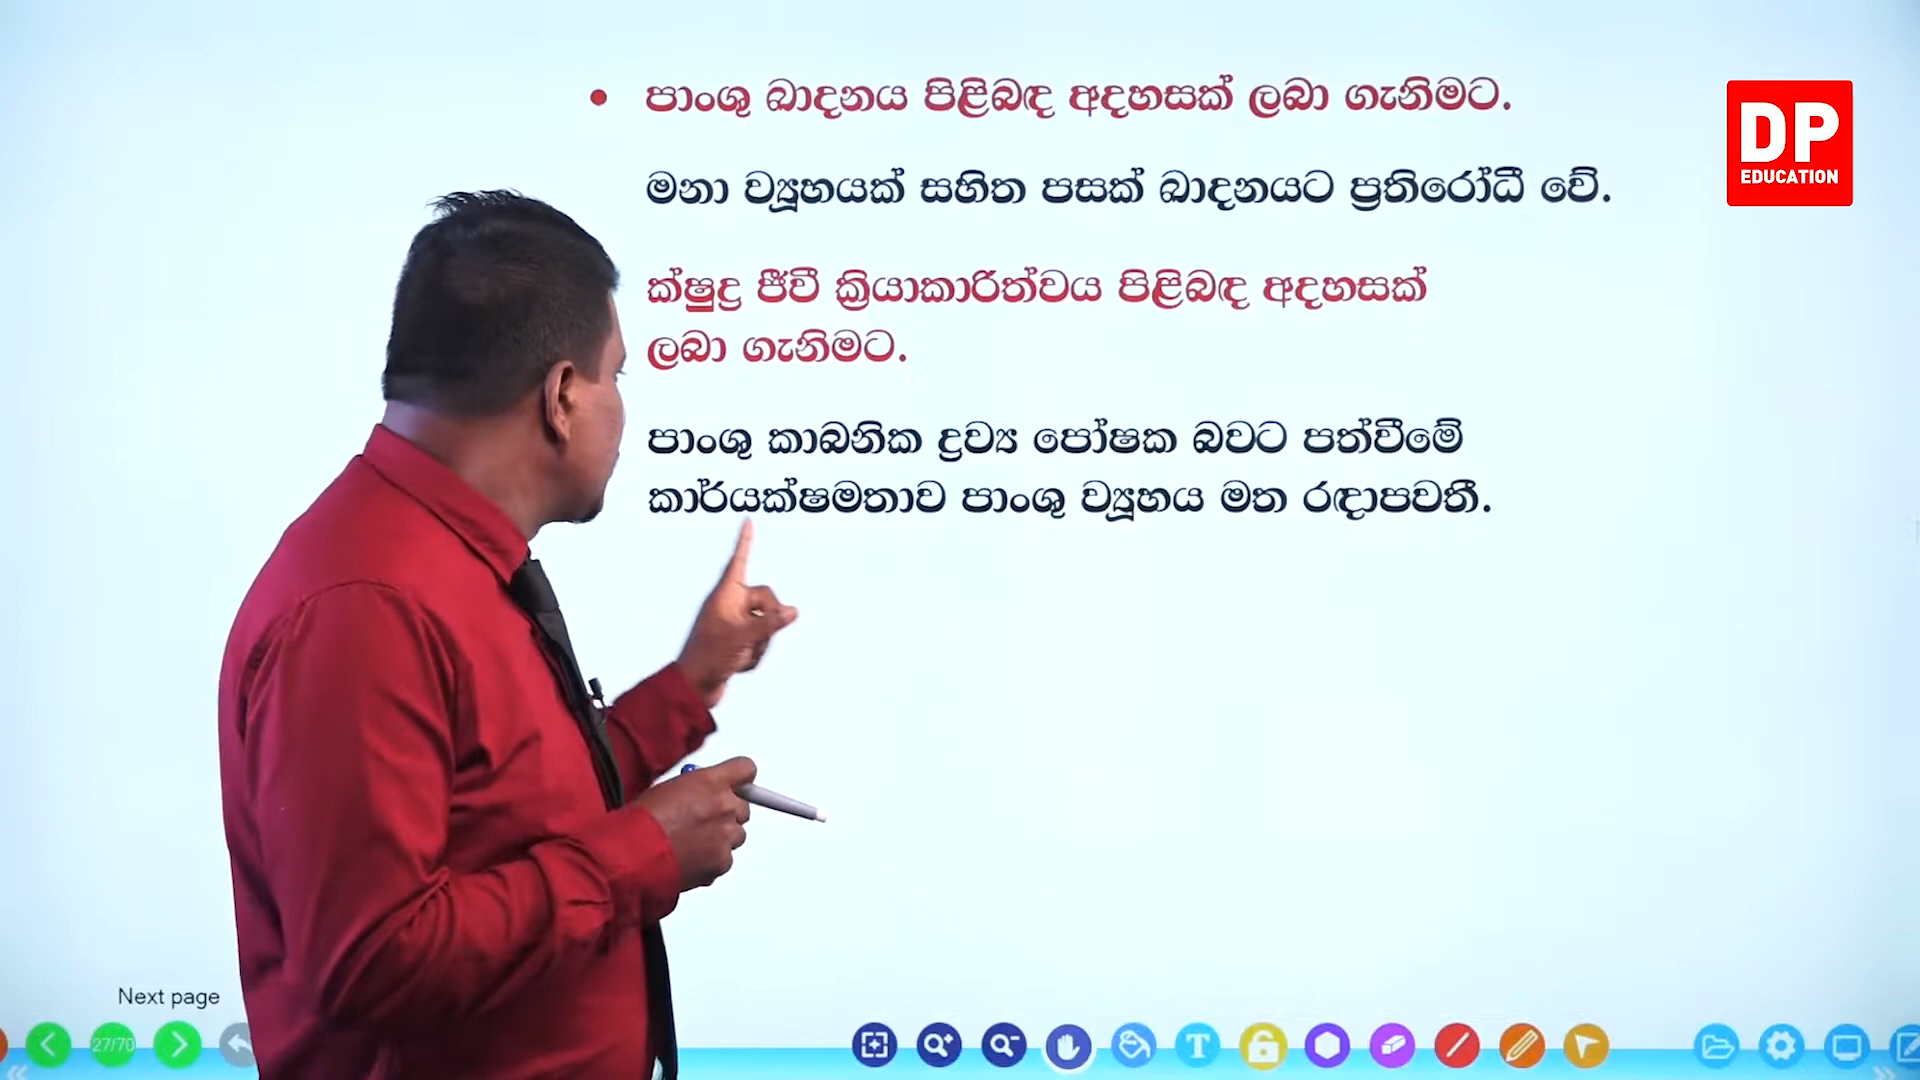 • පාංශු ඛාදනය පිළිබඳ අදහසක් ලබා ගැනිමට.
මනා ව්‍යුහයක් සහිත පසක් ඛාදනයට ප්‍රතිරෝධී වේ.
ක්ෂුද්‍ර ජීවී ක්‍රියාකාරිත්වය පිළිබඳ අදහසක්
ලබා ගැනිමට.
පාංශු කාබනික ද්‍රව්‍ය පෝෂක බවට පත්වීමේ
කාර්යක්ෂමතාව පාංශු ව්‍යුහය මත රඳාපවතී.
DP
EDUCATION
Next page
27/70
T